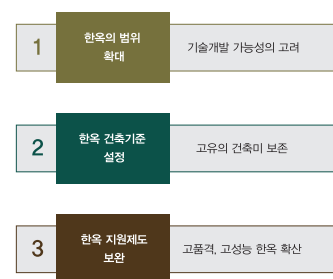 1
한옥의 범위
확대
기술개발 가능성의 고려
2
한옥 건축기준
설정
고유의 건축미 보존
3
한옥 지원제도
보완
고품격, 고성능 한옥 확산